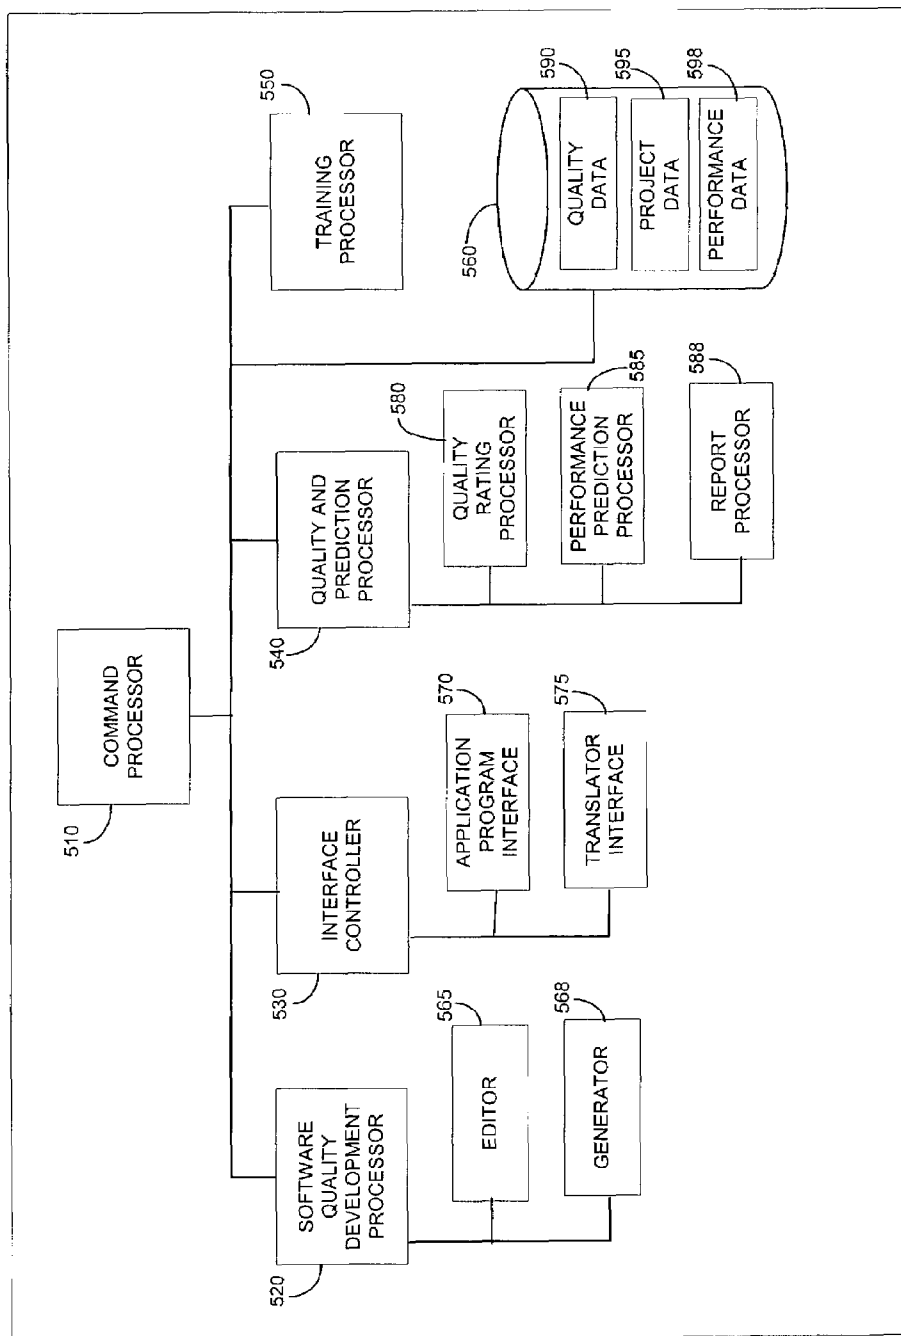 COMMAND
PROCESSOR
510
SOFTWARE
QUALITY
DEVELOPMENT
PROCESSOR
520
EDITOR
565
GENERATOR
568
INTERFACE
CONTROLLER
530
APPLICATION
PROGRAM
INTERFACE
570
TRANSLATOR
INTERFACE
575
QUALITY AND
PREDICTION
PROCESSOR
540
QUALITY
RATING
PROCESSOR
580
PERFORMANCE
PREDICTION
PROCESSOR
585
REPORT
PROCESSOR
588
TRAINING
PROCESSOR
550
560
QUALITY
DATA
590
PROJECT
DATA
595
PERFORMANCE
DATA
598